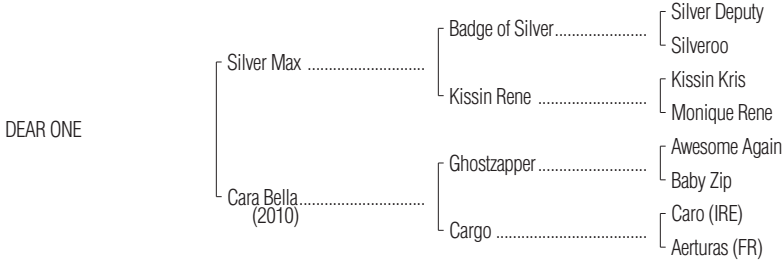 DEAR ONE
Silver Max ............................
Cara Bella..............................
(2010)
Badge of Silver......................
Kissin Rene ..........................
Ghostzapper..........................
Cargo ....................................
Silver Deputy
Silveroo
Kissin Kris
Monique Rene
Awesome Again
Baby Zip
Caro (IRE)
Aerturas (FR)